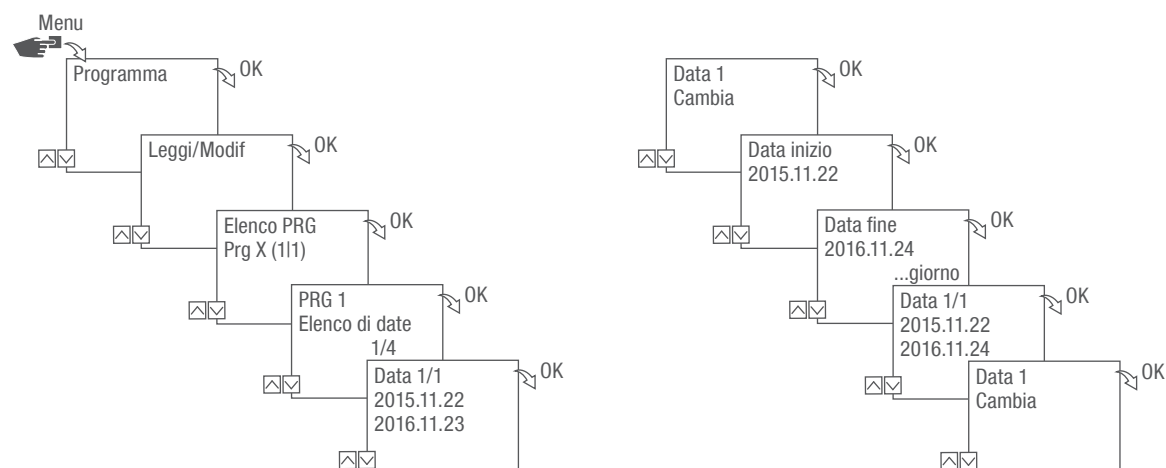 Menu
Programma
OK
Leggi/Modif
OK
Elenco PRG
Prg X (1|1)
OK
PRG 1
Elenco di date
1/4
OK
Data 1/1
2015.11.22
2016.11.23
OK
Data 1
Cambia
OK
Data inizio
2015.11.22
OK
Data fine
2016.11.24
...giorno
OK
Data 1/1
2015.11.22
2016.11.24
OK
Data 1
Cambia
OK